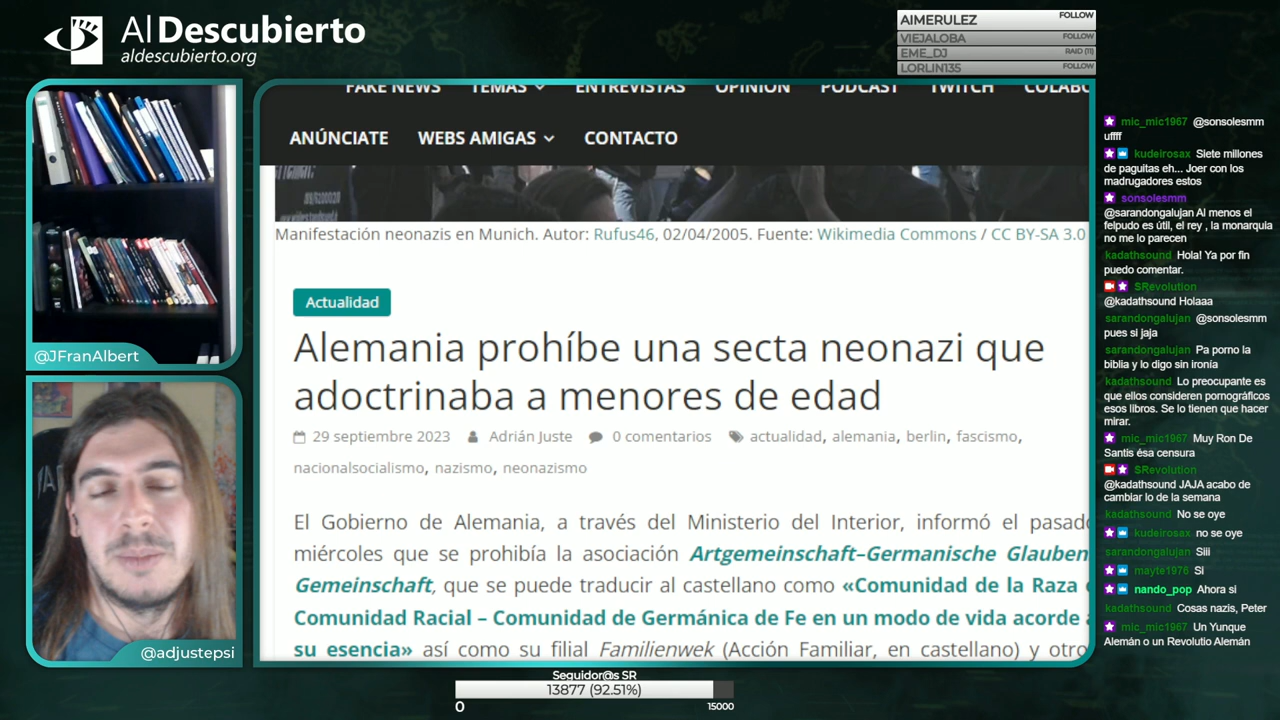 Al Descubierto
aldescubierto.org
AIMERULEZ FOLLOW
VIEJALOBA FOLLOW
EME_DJ RAID (11)
LORLIN135 FOLLOW
@JFranAlbert
@adjustepsi
FAKE NEWS TEMAS ENTREVISTAS OPINIÓN PODCAST TWITCH COLABO
ANÚNCIATE WEBS AMIGAS CONTACTO
Manifestación neonazis en Munich. Autor: Rufus46, 02/04/2005. Fuente: Wikimedia Commons / CC BY-SA 3.0
Actualidad
Alemania prohíbe una secta neonazi que
adoctrinaba a menores de edad
29 septiembre 2023 Adrián Juste 0 comentarios actualidad, alemania, berlin, fascismo,
nacionalsocialismo, nazismo, neonazismo
El Gobierno de Alemania, a través del Ministerio del Interior, informó el pasado
miércoles que se prohibía la asociación Artgemeinschaft–Germanische Glauben
Gemeinschaft, que se puede traducir al castellano como «Comunidad de la Raza o
Comunidad Racial – Comunidad de Germánica de Fe en un modo de vida acorde a
su esencia» así como su filial Familienwek (Acción Familiar, en castellano) y otro
mic_mic1967 @sonsolesmm
uffff
kudeirosax Siete millones
de paguitas eh... Joer con los
madrugadores estos
sonsolesmm
@sarandongalujan Al menos el
felpudo es útil, el rey , la monarquia
no me lo parecen
kadathsound Hola! Ya por fin
puedo comentar.
SRevolution
@kadathsound Holaaa
sarandongalujan @sonsolesmm
pues si jaja
sarandongalujan Pa porno la
biblia y lo digo sin ironía
kadathsound Lo preocupante es
que ellos consideren pornográficos
esos libros. Se lo tienen que hacer
mirar.
mic_mic1967 Muy Ron De
Santis ésa censura
SRevolution
@kadathsound JAJA acabo de
cambiar lo de la semana
kadathsound No se oye
kudeirosax no se oye
sarandongalujan Siii
mayte1976 Si
nando_pop Ahora si
kadathsound Cosas nazis, Peter
mic_mic1967 Un Yunque
Alemán o un Revolutio Alemán
Seguidor@s SR
13877 (92.51%)
0 15000